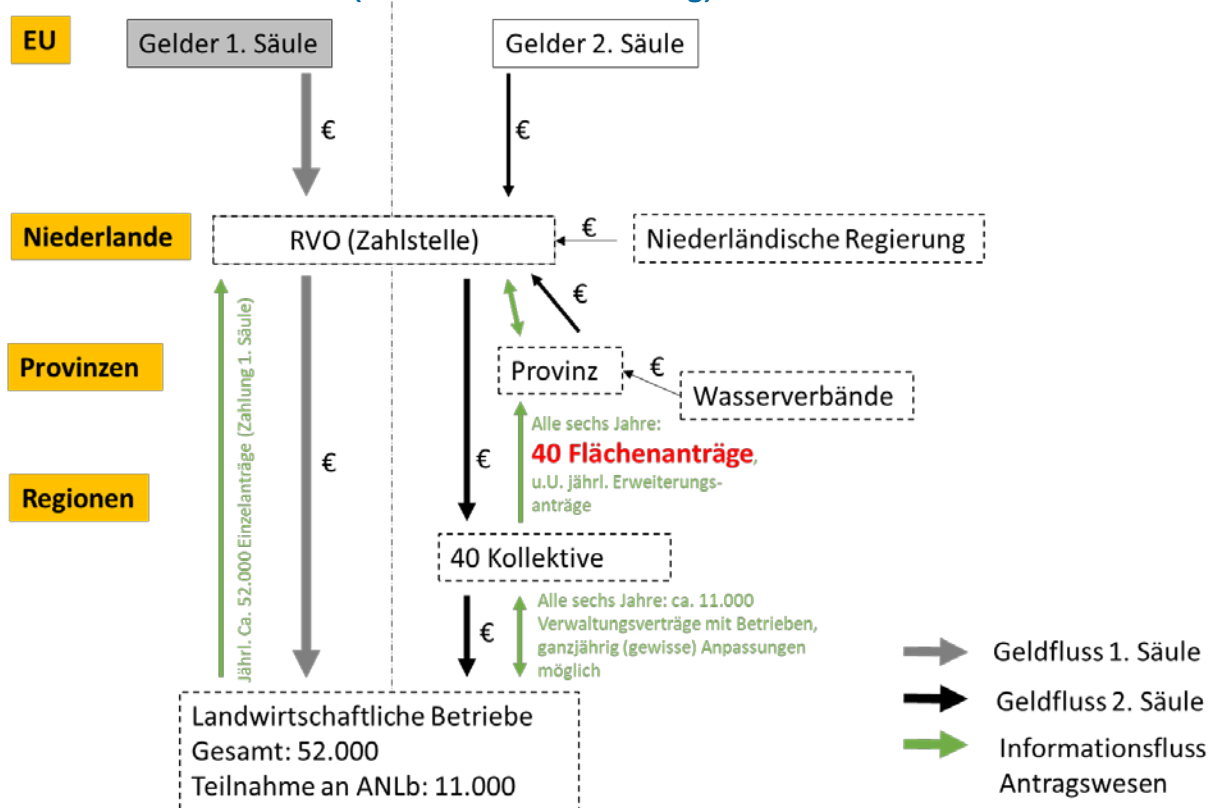 EU
Gelder 1. Säule
Gelder 2. Säule
€
€
Niederlande
RVO (Zahlstelle)
€
Niederländische Regierung
€
Provinzen
Provinz
€
Wasserverbände
Jährl. Ca. 52.000 Einzelanträge (Zahlung 1. Säule)
€
€
Alle sechs Jahre:
40 Flächenanträge,
u.U. jährl. Erweiterungs-
anträge
Regionen
40 Kollektive
€
Alle sechs Jahre: ca. 11.000
Verwaltungsverträge mit Betrieben,
ganzjährig (gewisse) Anpassungen
möglich
Landwirtschaftliche Betriebe
Gesamt: 52.000
Teilnahme an ANLb: 11.000
Geldfluss 1. Säule
Geldfluss 2. Säule
Informationsfluss
Antragswesen